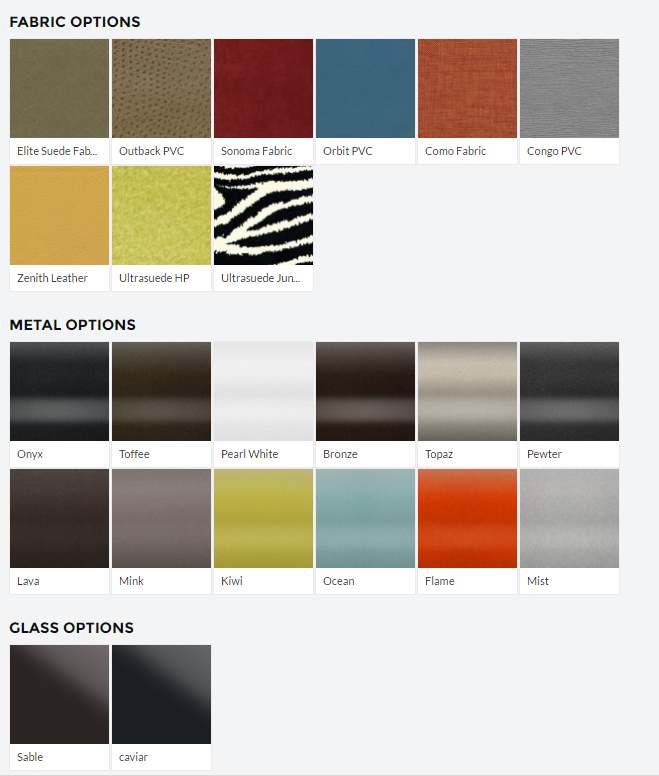 FABRIC OPTIONS
Elite Suede Fab...
Outback PVC
Sonoma Fabric
Orbit PVC
Como Fabric
Congo PVC
Zenith Leather
Ultrasuede HP
Ultrasuede Jun...
METAL OPTIONS
Onyx
Toffee
Pearl White
Bronze
Topaz
Pewter
Lava
Mink
Kiwi
Ocean
Flame
Mist
GLASS OPTIONS
Sable
caviar